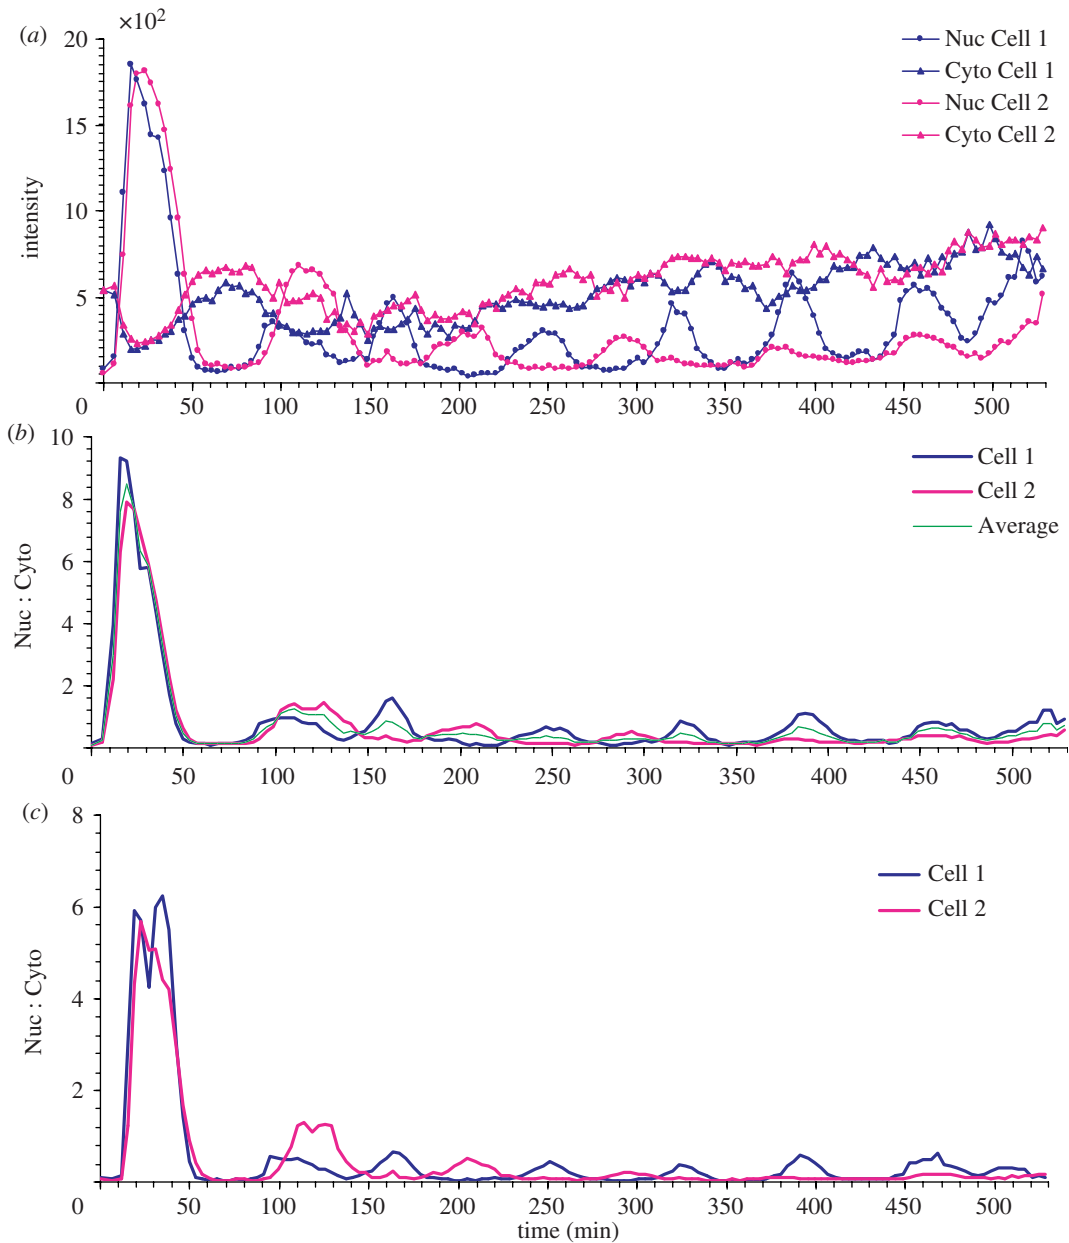 (a)
×10²
20
15
10
5
intensity
Nuc Cell 1
Cyto Cell 1
Nuc Cell 2
Cyto Cell 2
0 50 100 150 200 250 300 350 400 450 500
(b)
10
8
6
4
2
Nuc : Cyto
Cell 1
Cell 2
Average
0 50 100 150 200 250 300 350 400 450 500
(c)
8
6
4
2
Nuc : Cyto
Cell 1
Cell 2
0 50 100 150 200 250 300 350 400 450 500
time (min)